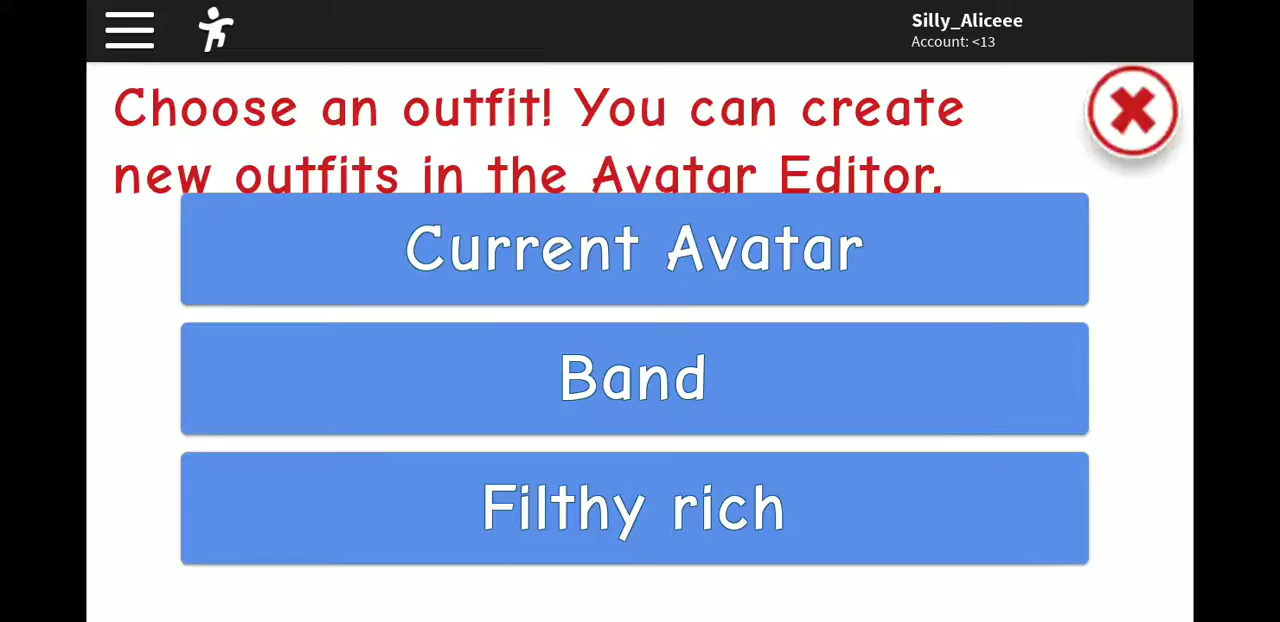 Silly_Aliceee
Account: <13
Choose an outfit! You can create
new outfits in the Avatar Editor.
Current Avatar
Band
Filthy rich